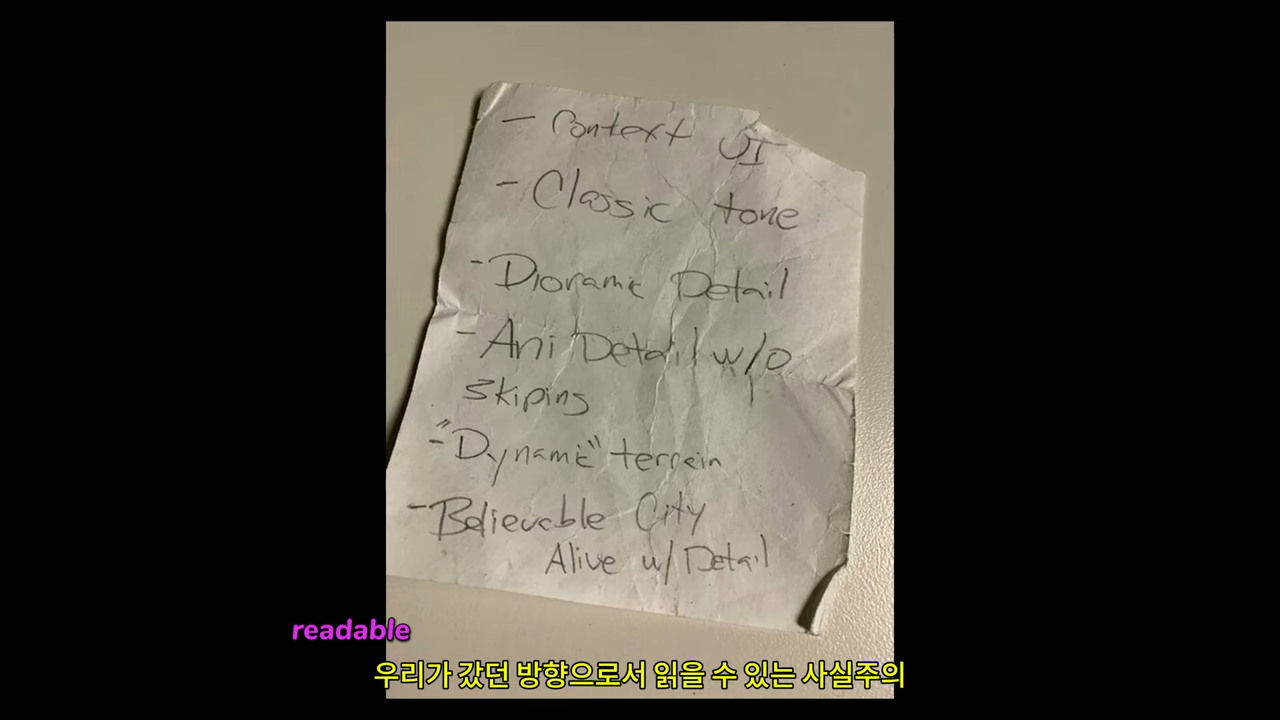 - Context UI
- Classic tone
- Dioramic Detail
- Ani Detail w/o
skiping
- "Dynamic" terrain
- Believable City
Alive w/ Detail
readable
우리가 갔던 방향으로서 읽을 수 있는 사실주의